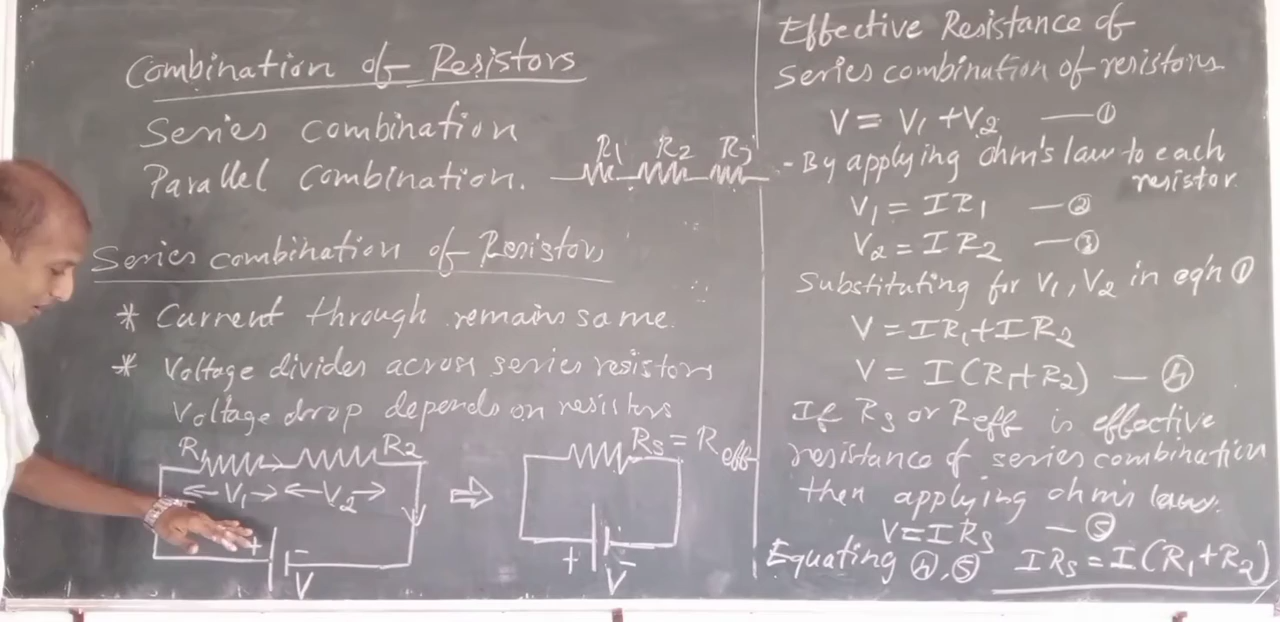 Combination of Resistors
Series combination
Parallel Combination.
R1 R2 R3
Series combination of Resistors
* Current through remains same.
* Voltage divides across series resistors
Voltage drop depends on resistors
R1 R2
V1 V2
+ -
V
Rs = Reff
+ -
V
Effective Resistance of
series combination of resistors
V = V1 + V2 — ①
- By applying ohm's law to each
resistor.
V1 = IR1 — ②
V2 = IR2 — ③
Substituting for V1, V2 in eq'n ①
V = IR1 + IR2
V = I(R1+R2) — ④
If Rs or Reff is effective
resistance of series combination
then applying ohm's law.
V = IRs — ⑤
Equating ④, ⑤ IRs = I(R1+R2)